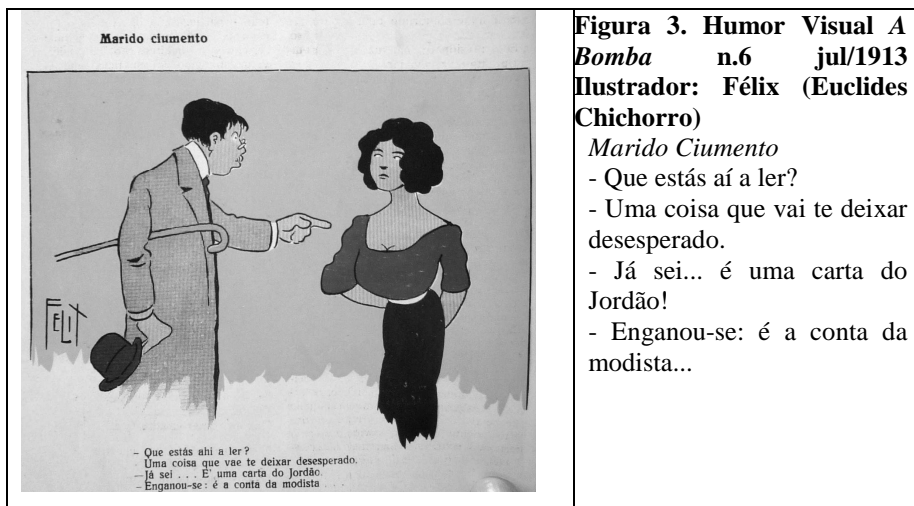 Marido ciumento
FELIX
- Que estás ahi a ler?
Uma coisa que vae te deixar desesperado.
- Já sei . . . E' uma carta do Jordão.
- Enganou-se: é a conta da modista . . .
Figura 3. Humor Visual A
Bomba n.6 jul/1913
Ilustrador: Félix (Euclides
Chichorro)
Marido Ciumento
- Que estás aí a ler?
- Uma coisa que vai te deixar
desesperado.
- Já sei... é uma carta do
Jordão!
- Enganou-se: é a conta da
modista...